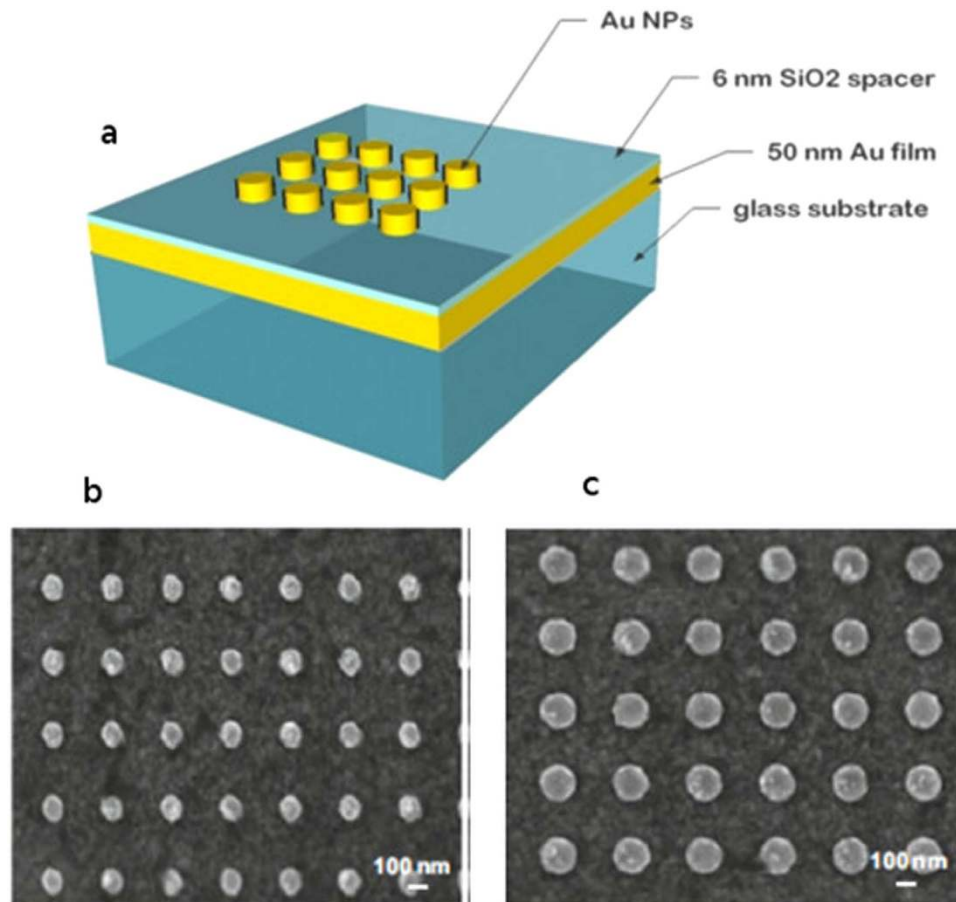 Au NPs
6 nm SiO2 spacer
a
50 nm Au film
glass substrate
b
c
100 nm
100 nm